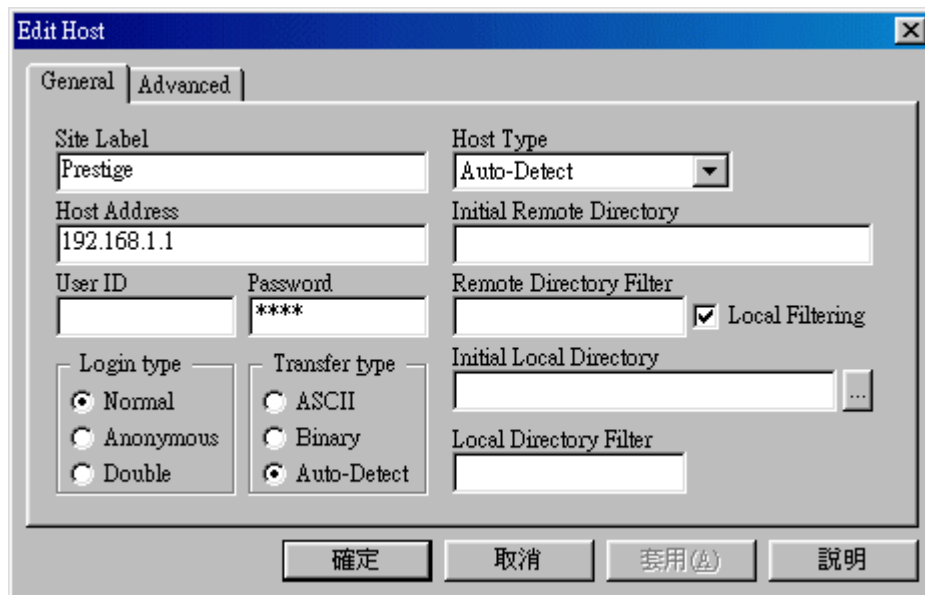 Edit Host
General Advanced
Site Label
Prestige
Host Type
Auto-Detect
Host Address
192.168.1.1
Initial Remote Directory
User ID
Password
****
Remote Directory Filter
Local Filtering
Login type
Normal
Anonymous
Double
Transfer type
ASCII
Binary
Auto-Detect
Initial Local Directory
...
Local Directory Filter
確定 取消 套用(A) 說明